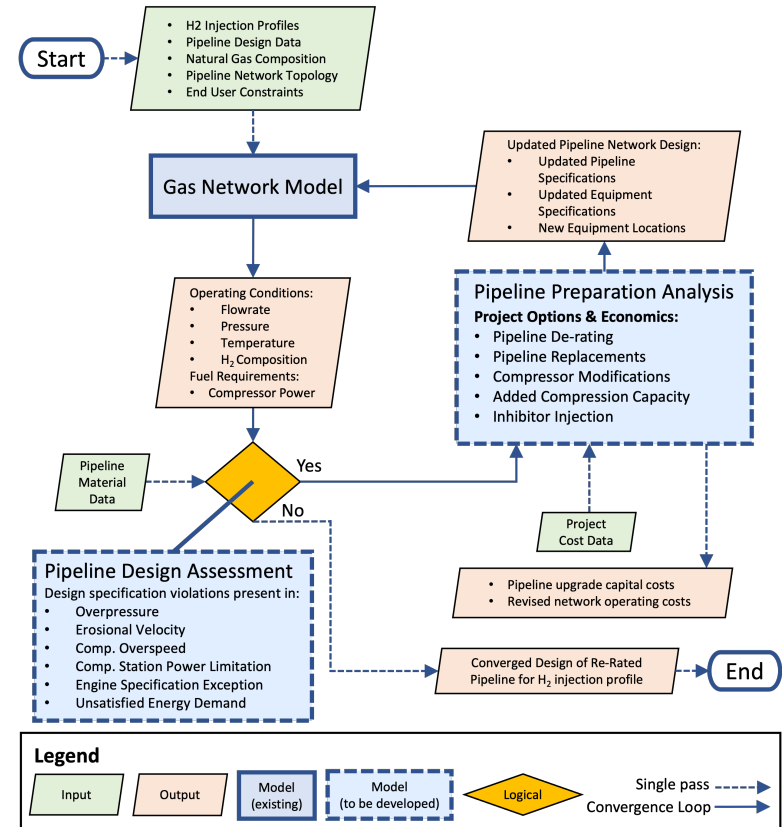 Start
• H2 Injection Profiles
• Pipeline Design Data
• Natural Gas Composition
• Pipeline Network Topology
• End User Constraints
Gas Network Model
Updated Pipeline Network Design:
• Updated Pipeline
Specifications
• Updated Equipment
Specifications
• New Equipment Locations
Operating Conditions:
• Flowrate
• Pressure
• Temperature
• H₂ Composition
Fuel Requirements:
• Compressor Power
Pipeline Preparation Analysis
Project Options & Economics:
• Pipeline De-rating
• Pipeline Replacements
• Compressor Modifications
• Added Compression Capacity
• Inhibitor Injection
Pipeline
Material
Data
Yes
No
Project
Cost Data
Pipeline Design Assessment
Design specification violations present in:
• Overpressure
• Erosional Velocity
• Comp. Overspeed
• Comp. Station Power Limitation
• Engine Specification Exception
• Unsatisfied Energy Demand
• Pipeline upgrade capital costs
• Revised network operating costs
Converged Design of Re-Rated
Pipeline for H₂ injection profile
End
Legend
Input
Output
Model
(existing)
Model
(to be developed)
Logical
Single pass
Convergence Loop